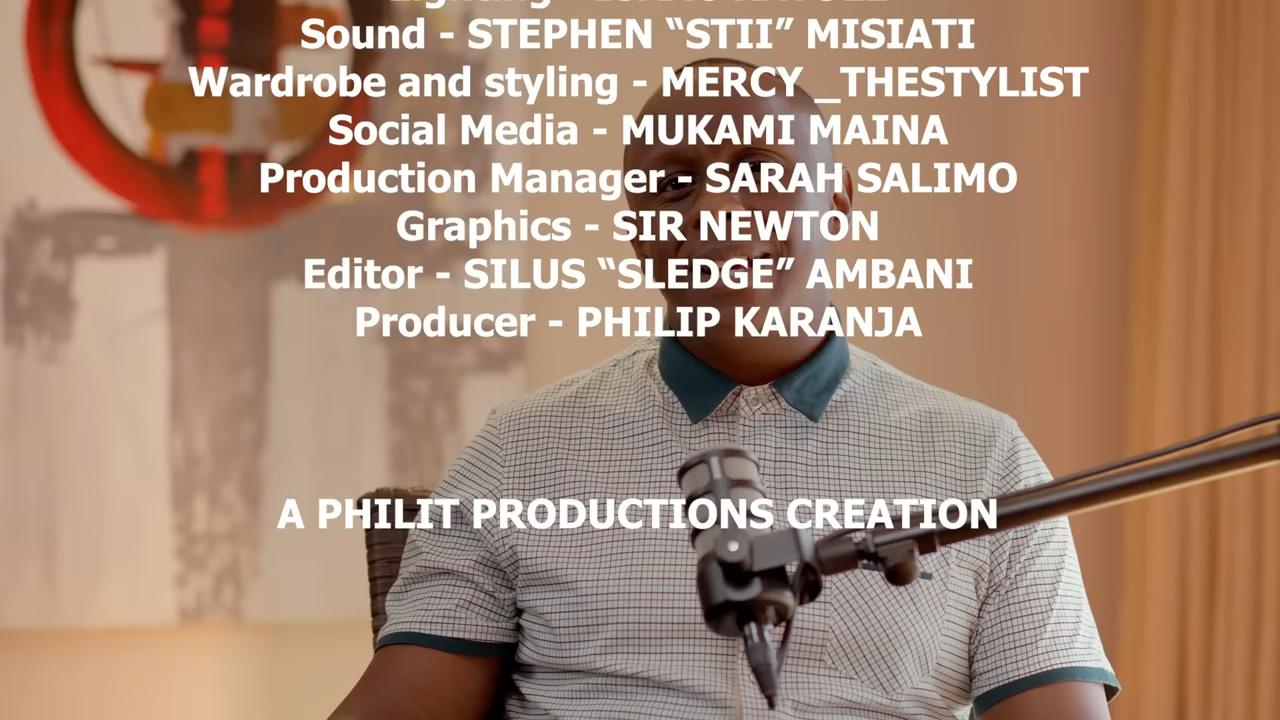 Sound - STEPHEN “STII” MISIATI
Wardrobe and styling - MERCY _THESTYLIST
Social Media - MUKAMI MAINA
Production Manager - SARAH SALIMO
Graphics - SIR NEWTON
Editor - SILUS “SLEDGE” AMBANI
Producer - PHILIP KARANJA
A PHILIT PRODUCTIONS CREATION